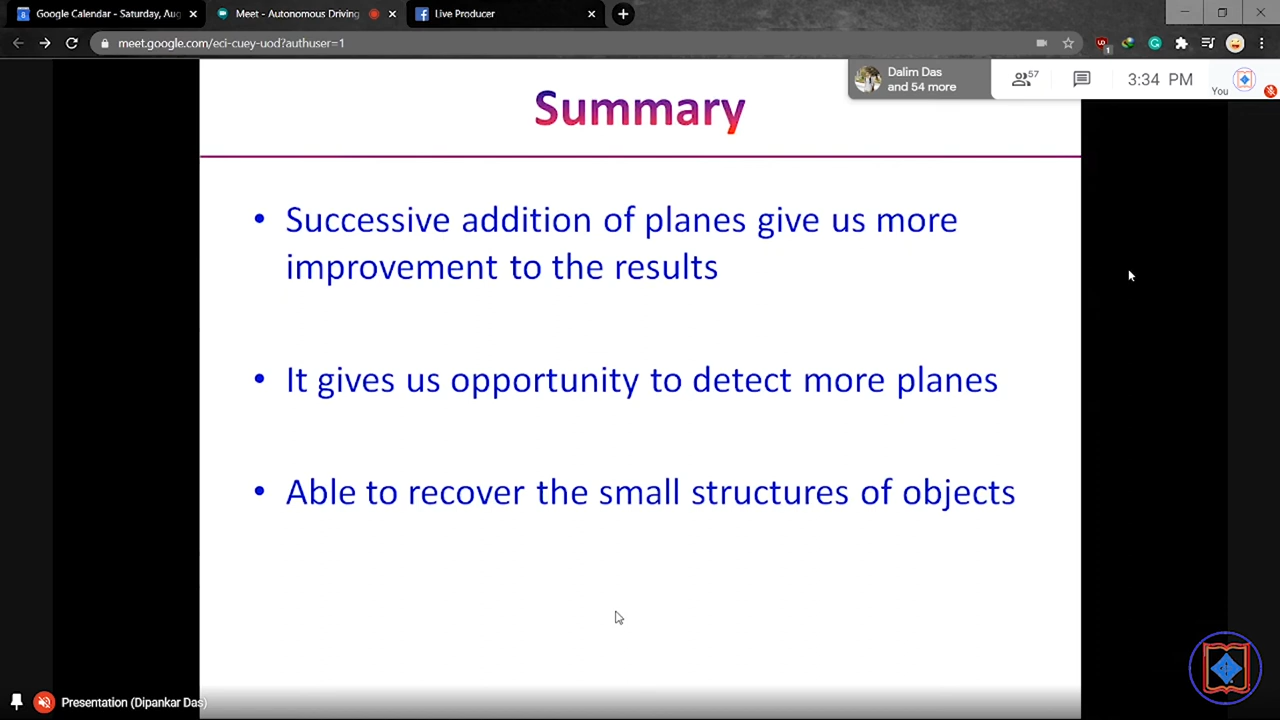 Google Calendar - Saturday, Aug
Meet - Autonomous Driving
Live Producer
meet.google.com/eci-cuey-uod?authuser=1
Dalim Das
and 54 more
57
3:34 PM
You
Summary
• Successive addition of planes give us more
improvement to the results
• It gives us opportunity to detect more planes
• Able to recover the small structures of objects
Presentation (Dipankar Das)